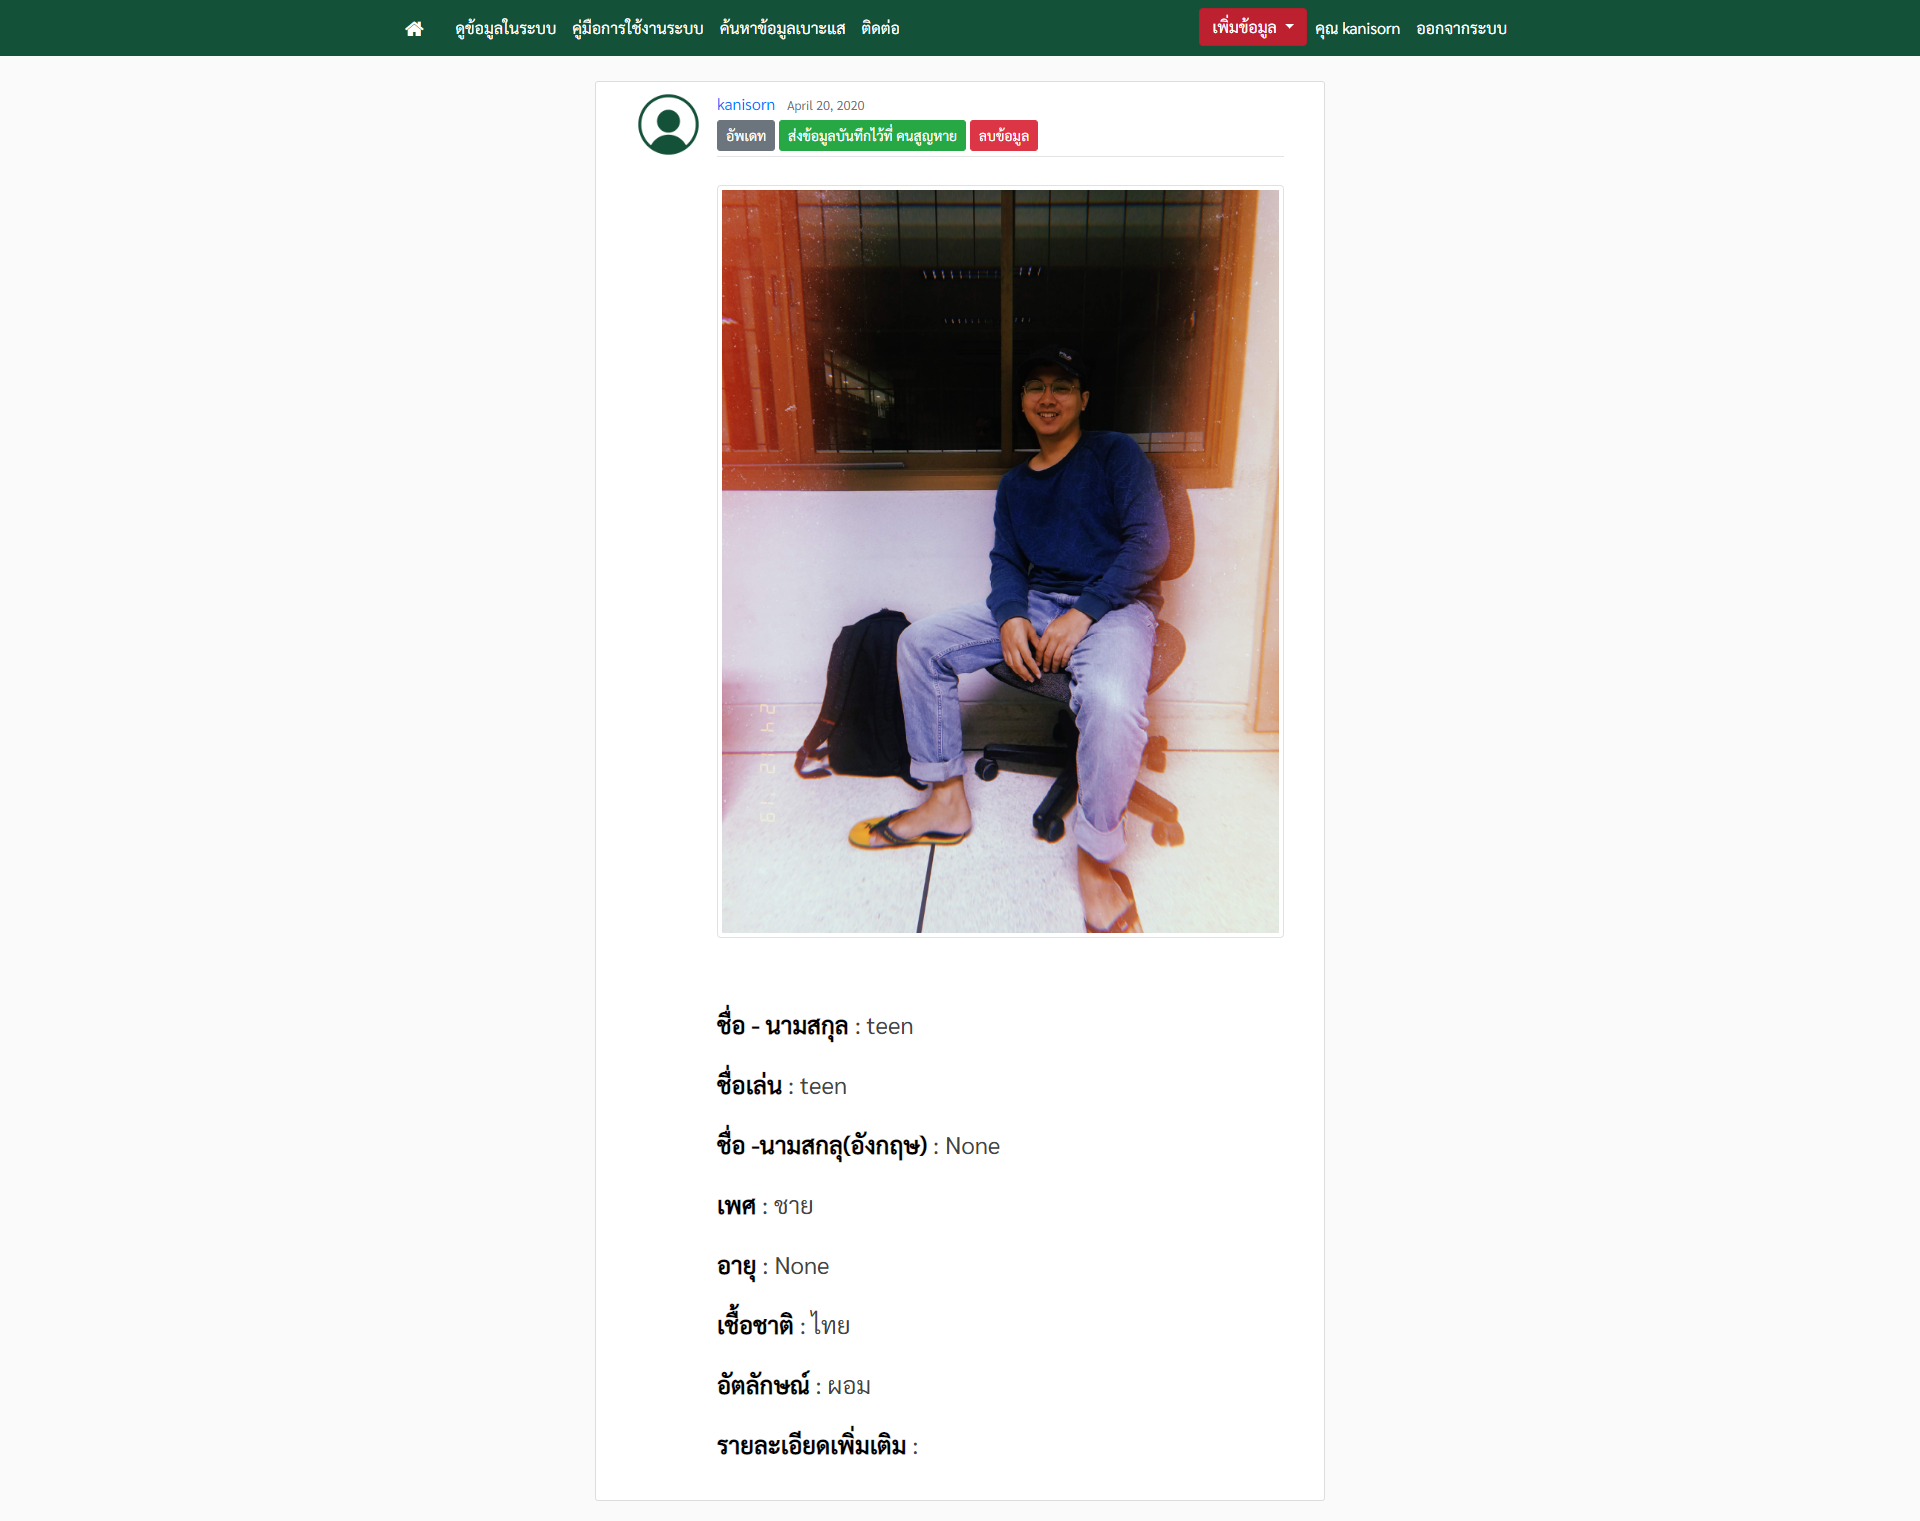 ดูข้อมูลในระบบ คู่มือการใช้งานระบบ ค้นหาข้อมูลเบาะแส ติดต่อ เพิ่มข้อมูล คุณ kanisorn ออกจากระบบ
kanisorn April 20, 2020
อัพเดท ส่งข้อมูลบันทึกไว้ที่ คนสูญหาย ลบข้อมูล
ชื่อ - นามสกุล : teen
ชื่อเล่น : teen
ชื่อ -นามสกลุ(อังกฤษ) : None
เพศ : ชาย
อายุ : None
เชื้อชาติ : ไทย
อัตลักษณ์ : ผอม
รายละเอียดเพิ่มเติม :